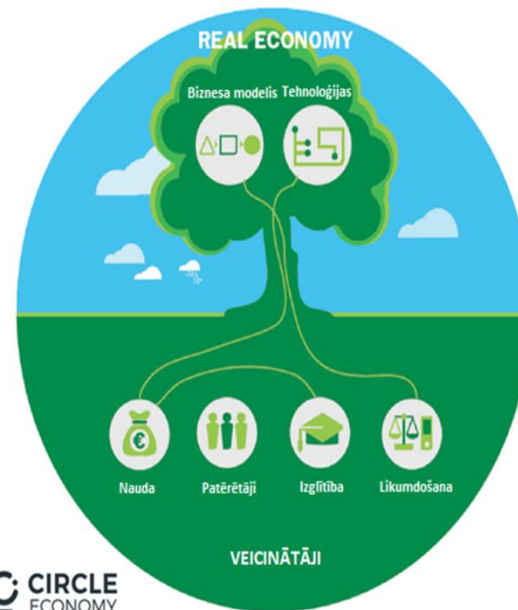 REAL ECONOMY
Biznesa modelis Tehnoloģijas
€
Nauda Patērētāji Izglītība Likumdošana
VEICINĀTĀJI
CIRCLE
ECONOMY